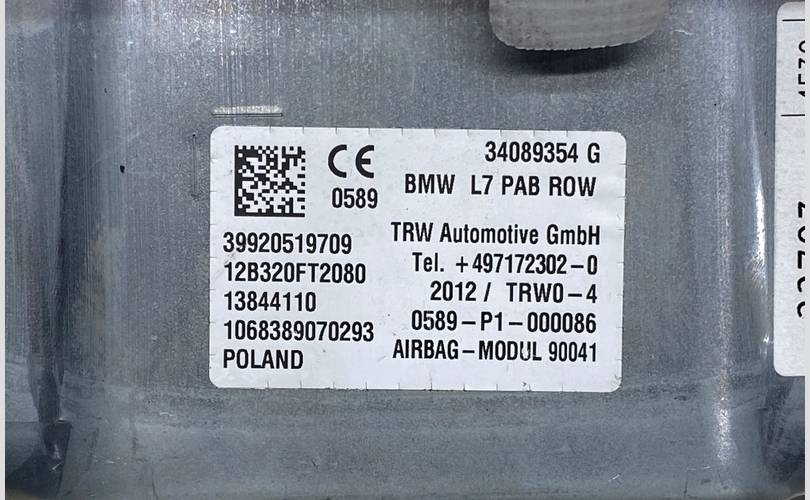 CE
0589
34089354 G
BMW L7 PAB ROW
39920519709
12B320FT2080
13844110
1068389070293
POLAND
TRW Automotive GmbH
Tel. +497172302-0
2012 / TRW0-4
0589-P1-000086
AIRBAG-MODUL 90041